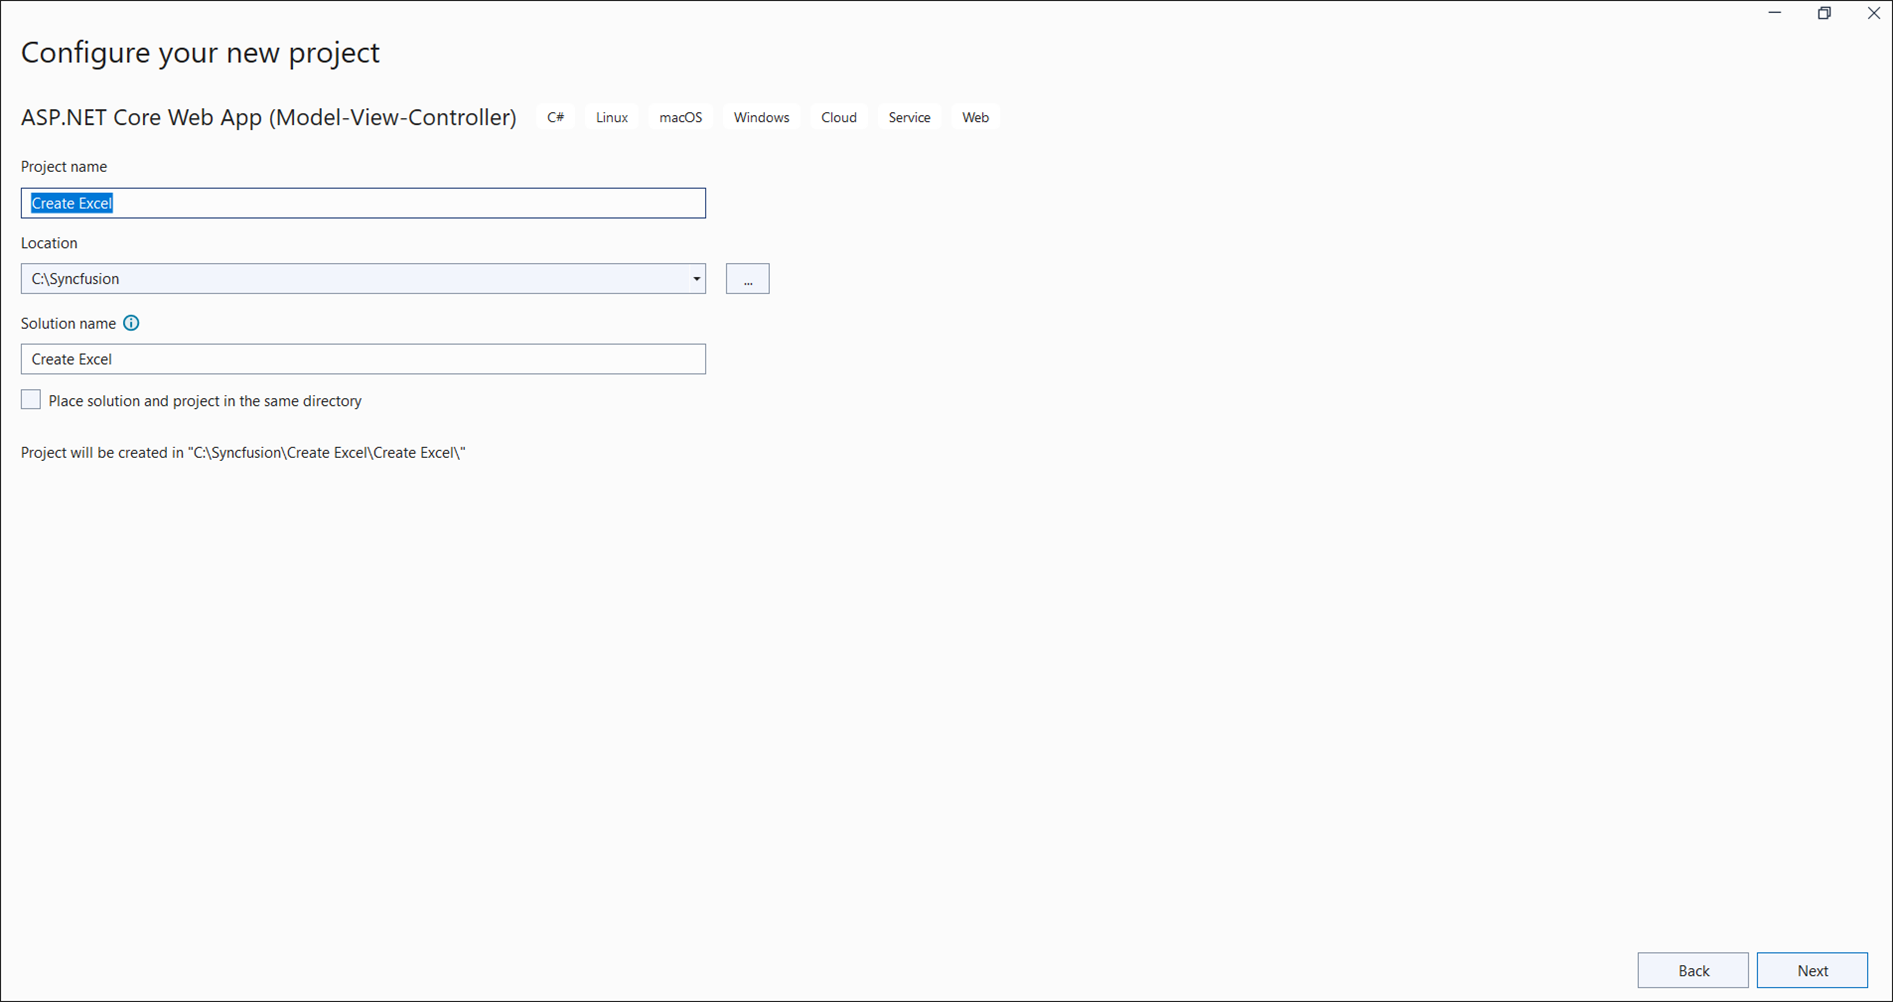 Configure your new project
ASP.NET Core Web App (Model-View-Controller) C# Linux macOS Windows Cloud Service Web
Project name
Create Excel
Location
C:\Syncfusion
...
Solution name
Create Excel
Place solution and project in the same directory
Project will be created in "C:\Syncfusion\Create Excel\Create Excel\"
Back Next